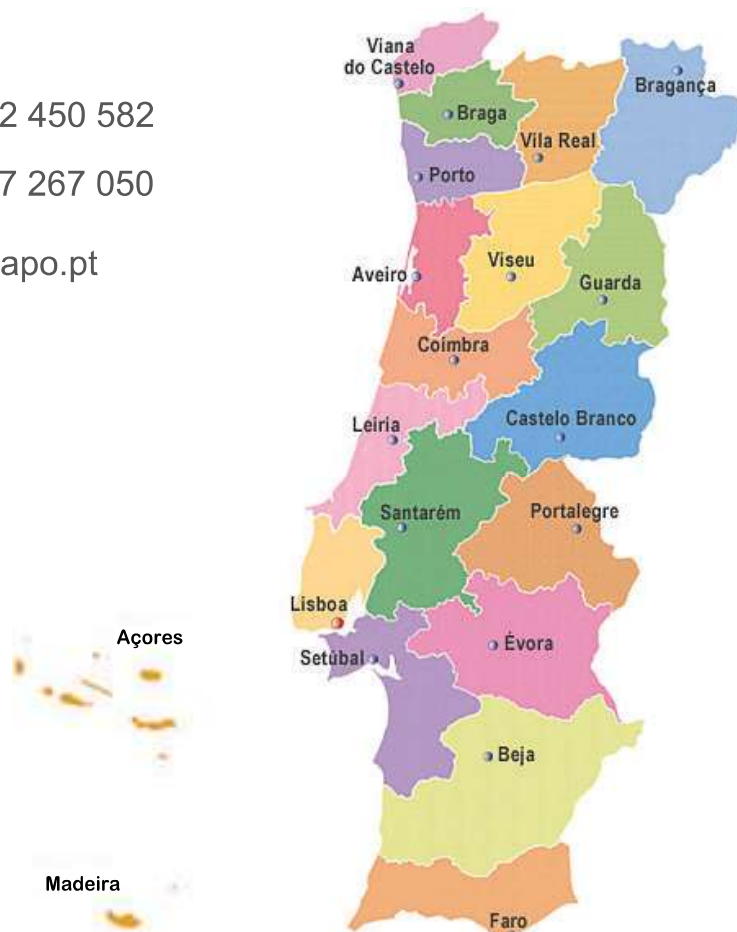 2 450 582
7 267 050
apo.pt
Viana
do Castelo
Bragança
Braga
Vila Real
Porto
Aveiro
Viseu
Guarda
Coimbra
Leiria
Castelo Branco
Santarém
Portalegre
Lisboa
Setúbal
Évora
Açores
Beja
Madeira
Faro